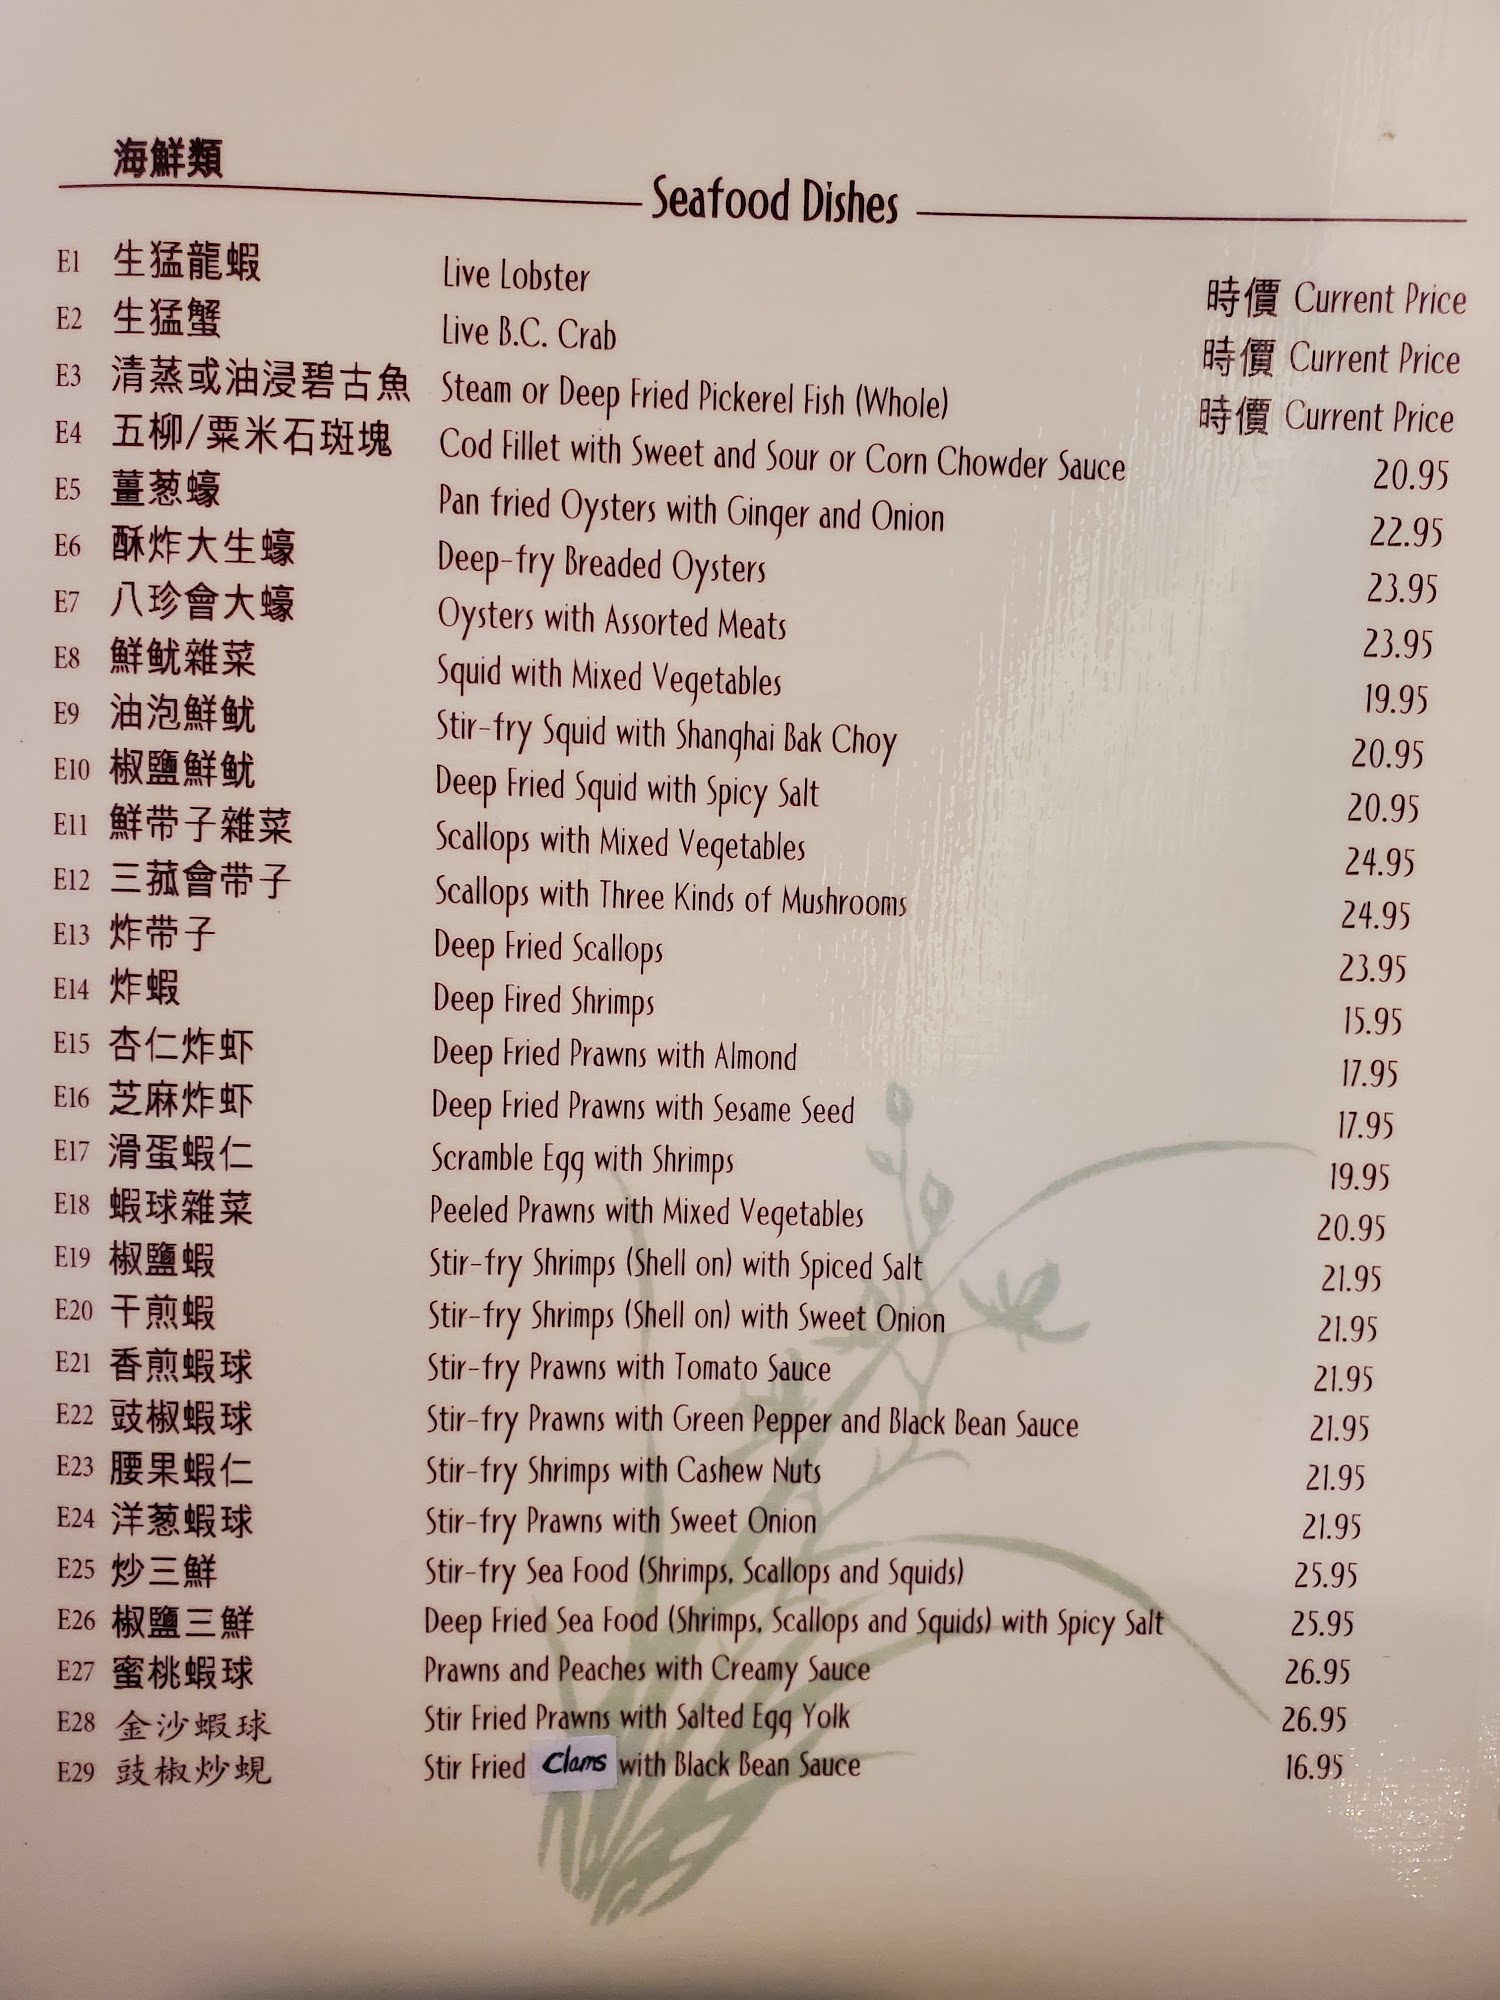 海鮮類
Seafood Dishes
E1 生猛龍蝦 Live Lobster 時價 Current Price
E2 生猛蟹 Live B.C. Crab 時價 Current Price
E3 清蒸或油浸碧古魚 Steam or Deep Fried Pickerel Fish (Whole) 時價 Current Price
E4 五柳/粟米石斑塊 Cod Fillet with Sweet and Sour or Corn Chowder Sauce 20.95
E5 薑葱蠔 Pan fried Oysters with Ginger and Onion 22.95
E6 酥炸大生蠔 Deep-fry Breaded Oysters 23.95
E7 八珍會大蠔 Oysters with Assorted Meats 23.95
E8 鮮鱿雜菜 Squid with Mixed Vegetables 19.95
E9 油泡鮮鱿 Stir-fry Squid with Shanghai Bak Choy 20.95
E10 椒鹽鮮鱿 Deep Fried Squid with Spicy Salt 20.95
E11 鮮带子雜菜 Scallops with Mixed Vegetables 24.95
E12 三菰會带子 Scallops with Three Kinds of Mushrooms 24.95
E13 炸带子 Deep Fried Scallops 23.95
E14 炸蝦 Deep Fired Shrimps 15.95
E15 杏仁炸虾 Deep Fried Prawns with Almond 17.95
E16 芝麻炸虾 Deep Fried Prawns with Sesame Seed 17.95
E17 滑蛋蝦仁 Scramble Egg with Shrimps 19.95
E18 蝦球雜菜 Peeled Prawns with Mixed Vegetables 20.95
E19 椒鹽蝦 Stir-fry Shrimps (Shell on) with Spiced Salt 21.95
E20 干煎蝦 Stir-fry Shrimps (Shell on) with Sweet Onion 21.95
E21 香煎蝦球 Stir-fry Prawns with Tomato Sauce 21.95
E22 豉椒蝦球 Stir-fry Prawns with Green Pepper and Black Bean Sauce 21.95
E23 腰果蝦仁 Stir-fry Shrimps with Cashew Nuts 21.95
E24 洋葱蝦球 Stir-fry Prawns with Sweet Onion 21.95
E25 炒三鮮 Stir-fry Sea Food (Shrimps, Scallops and Squids) 25.95
E26 椒鹽三鮮 Deep Fried Sea Food (Shrimps, Scallops and Squids) with Spicy Salt 25.95
E27 蜜桃蝦球 Prawns and Peaches with Creamy Sauce 26.95
E28 金沙蝦球 Stir Fried Prawns with Salted Egg Yolk 26.95
E29 豉椒炒蜆 Stir Fried Clams with Black Bean Sauce 16.95